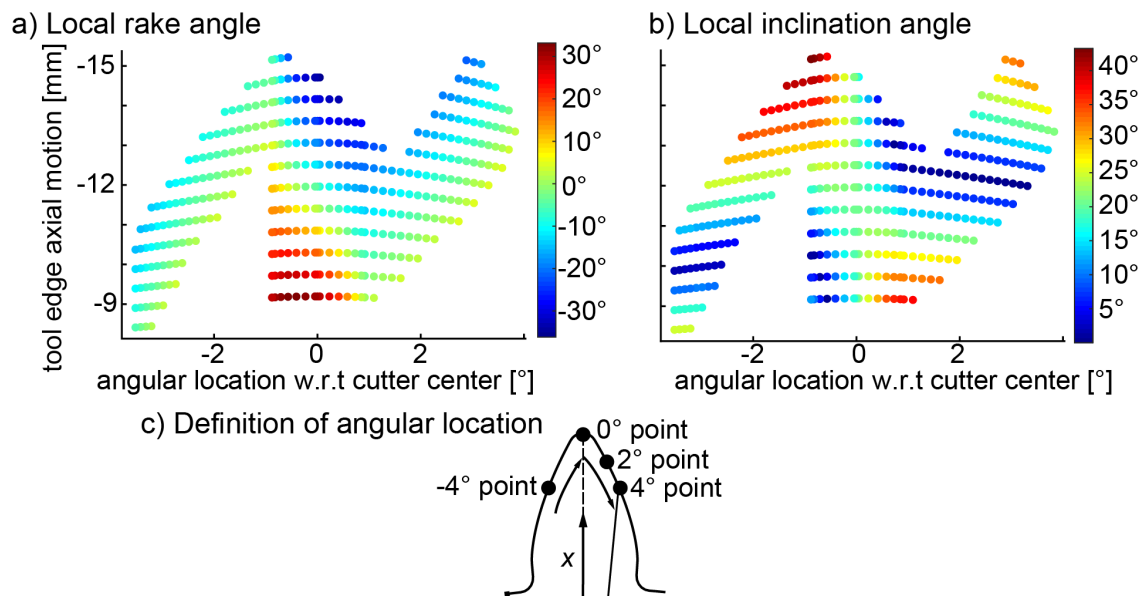 a) Local rake angle
b) Local inclination angle
tool edge axial motion [mm]
-15
-12
-9
-2
0
2
angular location w.r.t cutter center [°]
30°
20°
10°
0°
-10°
-20°
-30°
-2
0
2
angular location w.r.t cutter center [°]
40°
35°
30°
25°
20°
15°
10°
5°
c) Definition of angular location
0° point
2° point
-4° point
4° point
x